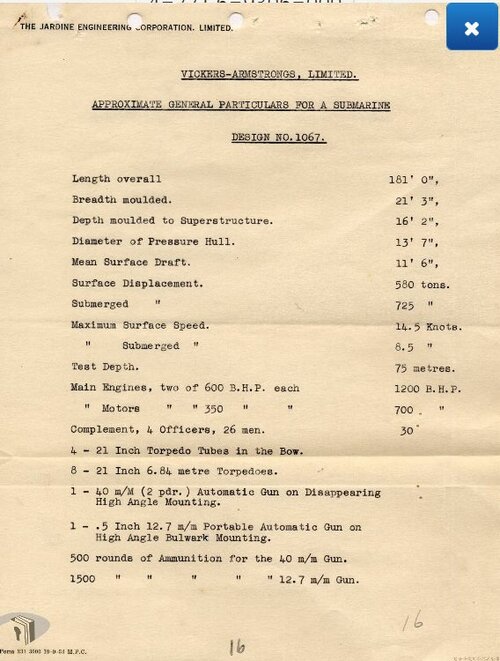 THE JARDINE ENGINEERING CORPORATION. LIMITED.
VICKERS-ARMSTRONGS, LIMITED.
APPROXIMATE GENERAL PARTICULARS FOR A SUBMARINE
DESIGN NO.1067.
Length overall 181' 0",
Breadth moulded. 21' 3",
Depth moulded to Superstructure. 16' 2",
Diameter of Pressure Hull. 13' 7",
Mean Surface Draft. 11' 6",
Surface Displacement. 580 tons.
Submerged " 725 "
Maximum Surface Speed. 14.5 Knots.
" Submerged " 8.5 "
Test Depth. 75 metres.
Main Engines, two of 600 B.H.P. each 1200 B.H.P.
" Motors " " 350 " " 700 . "
Complement, 4 Officers, 26 men. 30
4 - 21 Inch Torpedo Tubes in the Bow.
8 - 21 Inch 6.84 metre Torpedoes.
1 - 40 m/M (2 pdr.) Automatic Gun on Disappearing
High Angle Mounting.
1 - .5 Inch 12.7 m/m Portable Automatic Gun on
High Angle Bulwark Mounting.
500 rounds of Ammunition for the 40 m/m Gun.
1500 " " " " " 12.7 m/m Gun.
16
16